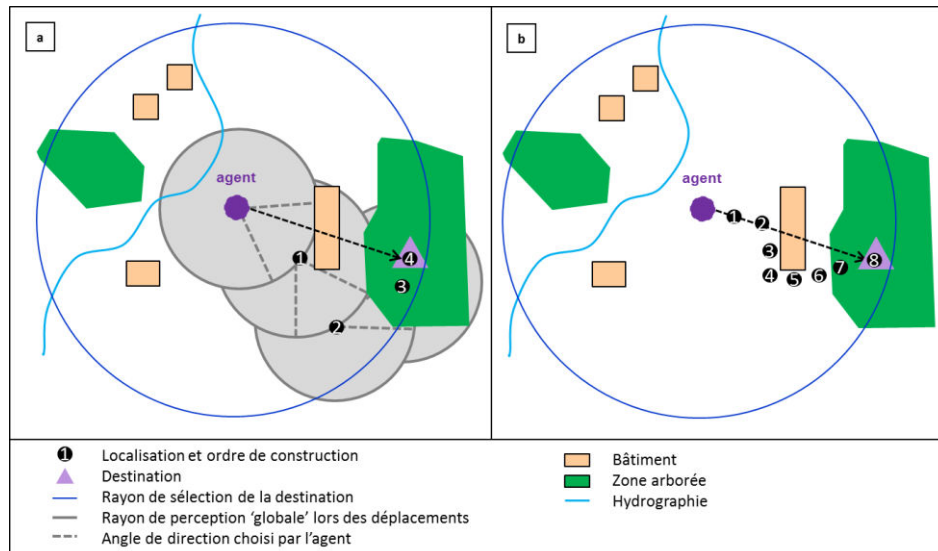 a
agent
1
4
3
2
b
agent
1
2
3
4
5
6
7
8
1 Localisation et ordre de construction
Destination
Rayon de sélection de la destination
Rayon de perception ‘globale’ lors des déplacements
Angle de direction choisi par l'agent
Bâtiment
Zone arborée
Hydrographie